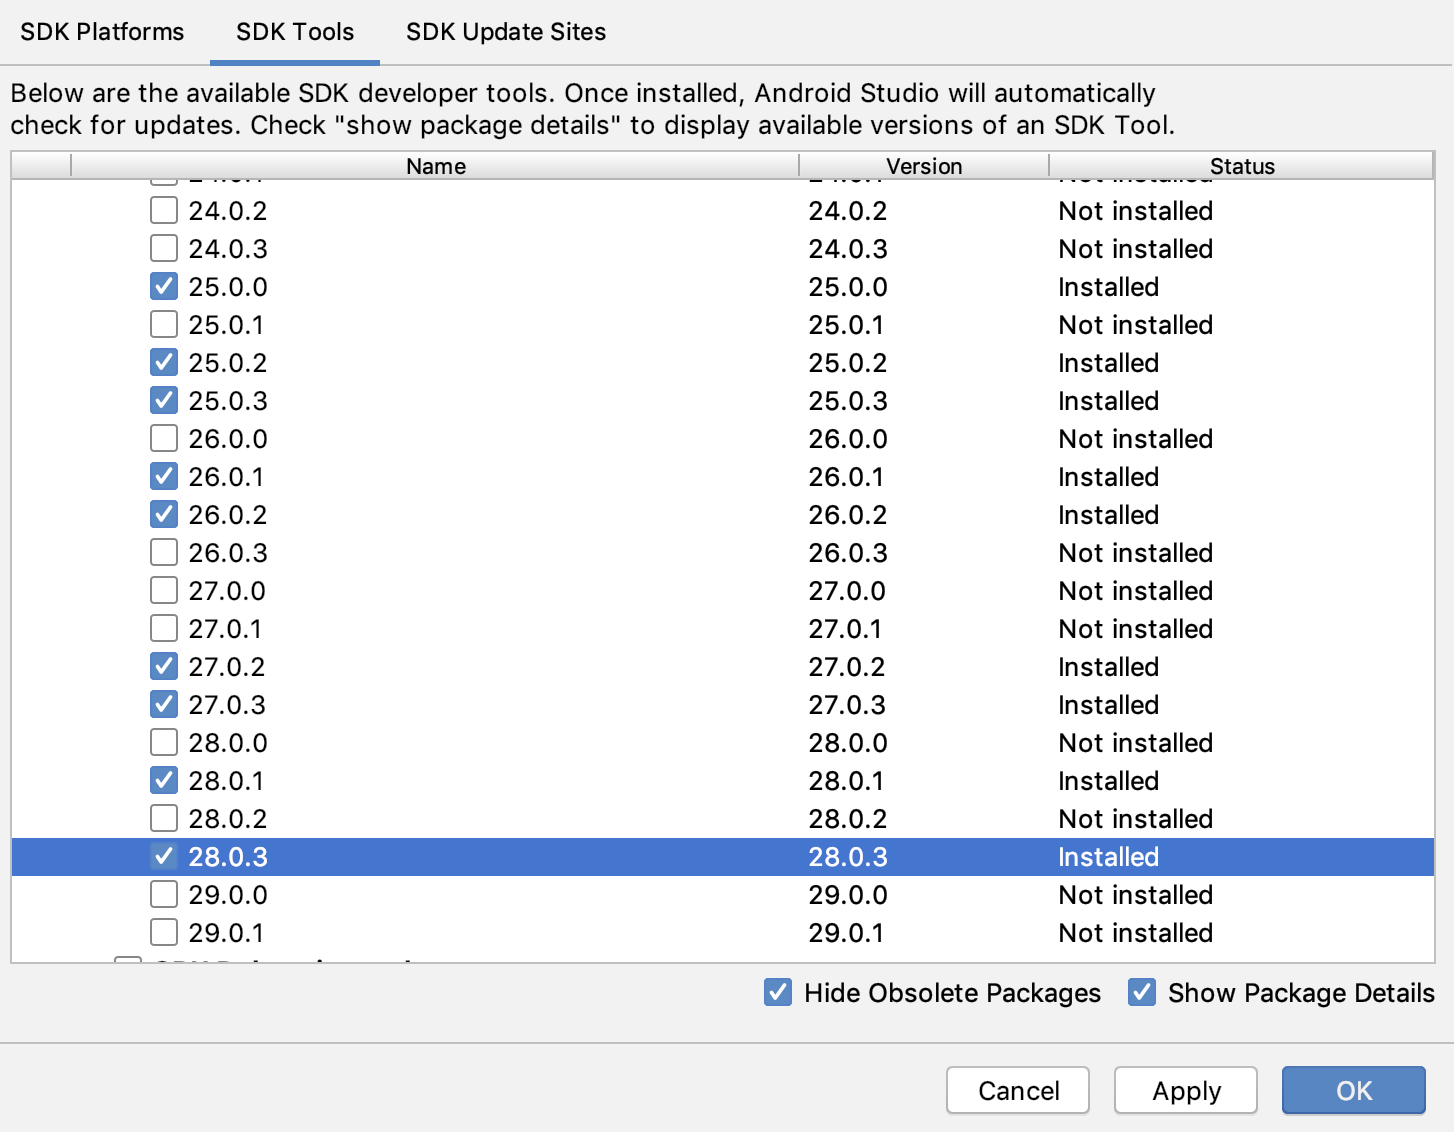 SDK Platforms SDK Tools SDK Update Sites
Below are the available SDK developer tools. Once installed, Android Studio will automatically
check for updates. Check "show package details" to display available versions of an SDK Tool.
Name Version Status
24.0.2 24.0.2 Not installed
24.0.3 24.0.3 Not installed
25.0.0 25.0.0 Installed
25.0.1 25.0.1 Not installed
25.0.2 25.0.2 Installed
25.0.3 25.0.3 Installed
26.0.0 26.0.0 Not installed
26.0.1 26.0.1 Installed
26.0.2 26.0.2 Installed
26.0.3 26.0.3 Not installed
27.0.0 27.0.0 Not installed
27.0.1 27.0.1 Not installed
27.0.2 27.0.2 Installed
27.0.3 27.0.3 Installed
28.0.0 28.0.0 Not installed
28.0.1 28.0.1 Installed
28.0.2 28.0.2 Not installed
28.0.3 28.0.3 Installed
29.0.0 29.0.0 Not installed
29.0.1 29.0.1 Not installed
Hide Obsolete Packages Show Package Details
Cancel Apply OK